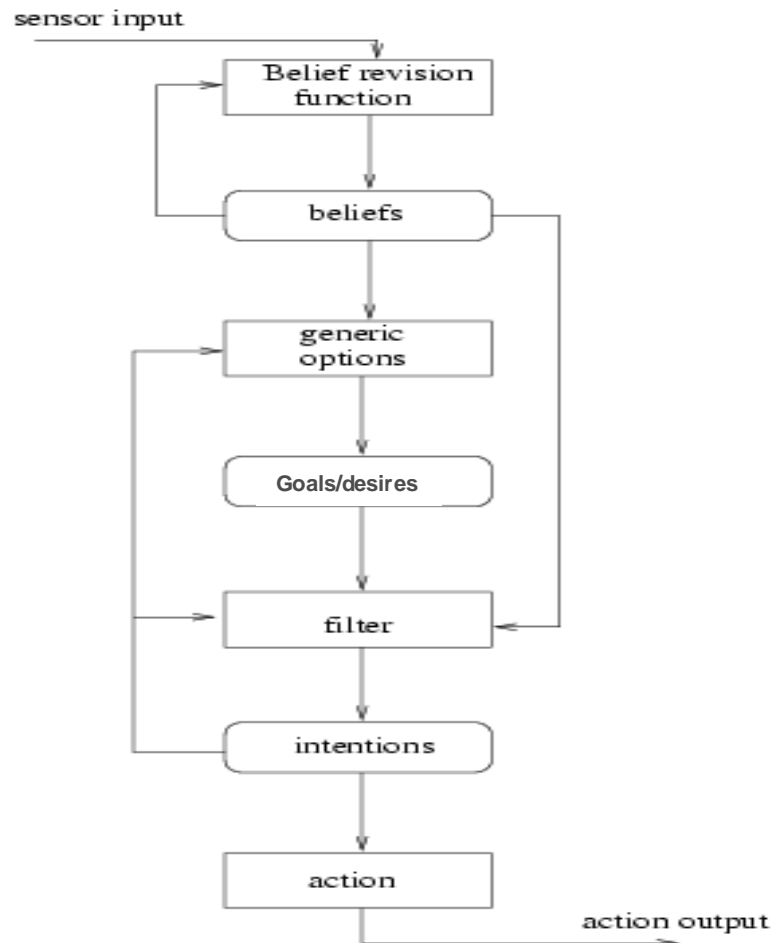 sensor input
Belief revision
function
beliefs
generic
options
Goals/desires
filter
intentions
action
action output